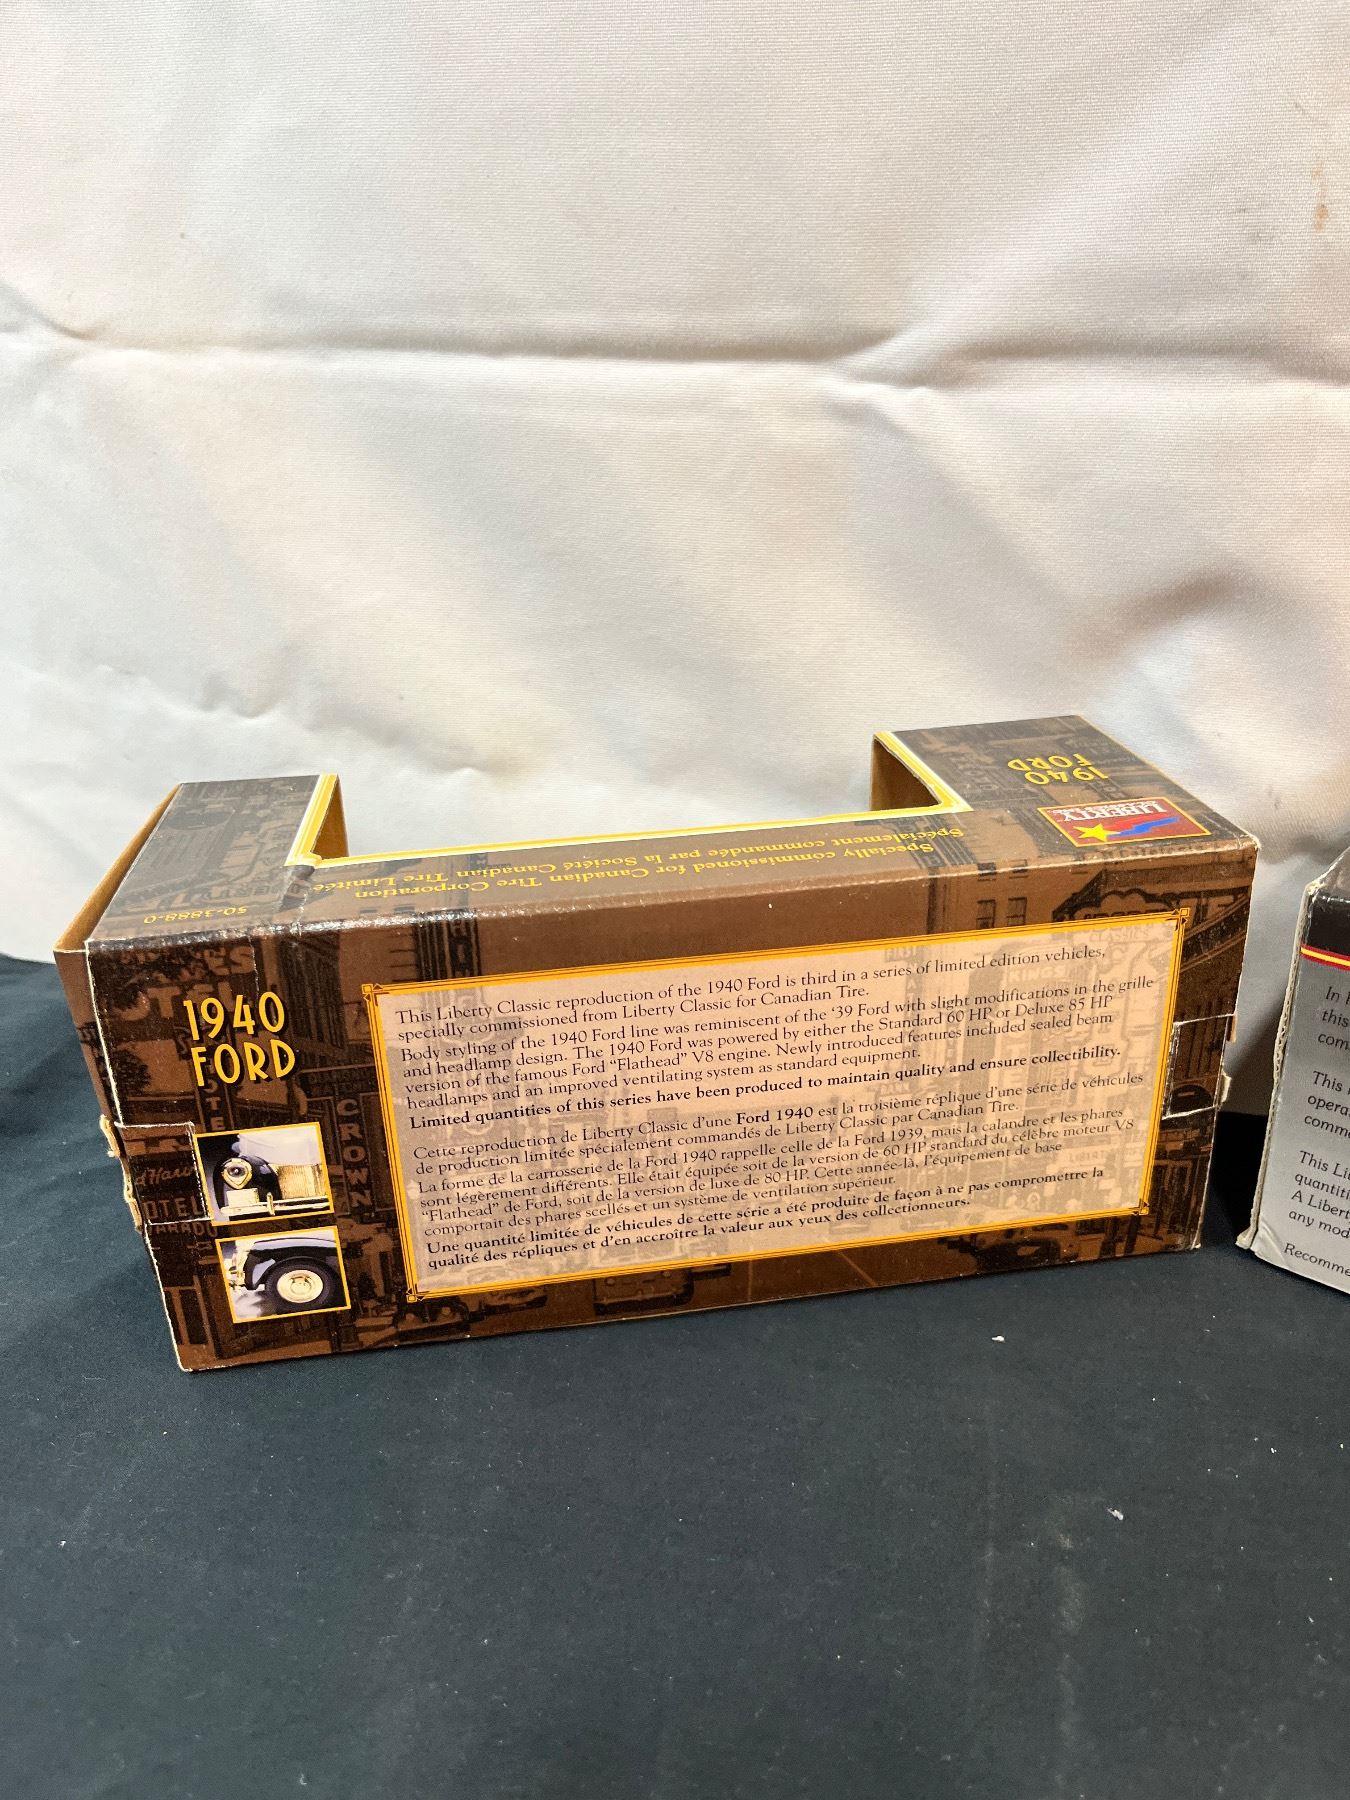 1940
FORD
LIBERTY
Specially commissioned for Canadian Tire Corporation
Spécialement commandée par la Société Canadian Tire Limitée
50-3888-0
1940
FORD
This Liberty Classic reproduction of the 1940 Ford is third in a series of limited edition vehicles,
specially commissioned from Liberty Classic for Canadian Tire.
Body styling of the 1940 Ford line was reminiscent of the '39 Ford with slight modifications in the grille
and headlamp design. The 1940 Ford was powered by either the Standard 60 HP or Deluxe 85 HP
version of the famous Ford "Flathead" V8 engine. Newly introduced features included sealed beam
headlamps and an improved ventilating system as standard equipment.
Limited quantities of this series have been produced to maintain quality and ensure collectibility.
Cette reproduction de Liberty Classic d'une Ford 1940 est la troisième réplique d'une série de véhicules
de production limitée spécialement commandés de Liberty Classic par Canadian Tire.
La forme de la carrosserie de la Ford 1940 rappelle celle de la Ford 1939, mais la calandre et les phares
sont légèrement différents. Elle était équipée soit de la version de 60 HP standard du célèbre moteur V8
"Flathead" de Ford, soit de la version de luxe de 80 HP. Cette année-là, l'équipement de base
comportait des phares scellés et un système de ventilation supérieur.
Une quantité limitée de véhicules de cette série a été produite de façon à ne pas compromettre la
qualité des répliques et d'en accroître la valeur aux yeux des collectionneurs.
CROWN
KINGS
FIRST
In
this
com
This
opera
comm
This Li
quantiti
A Libert
any mod
Recomme